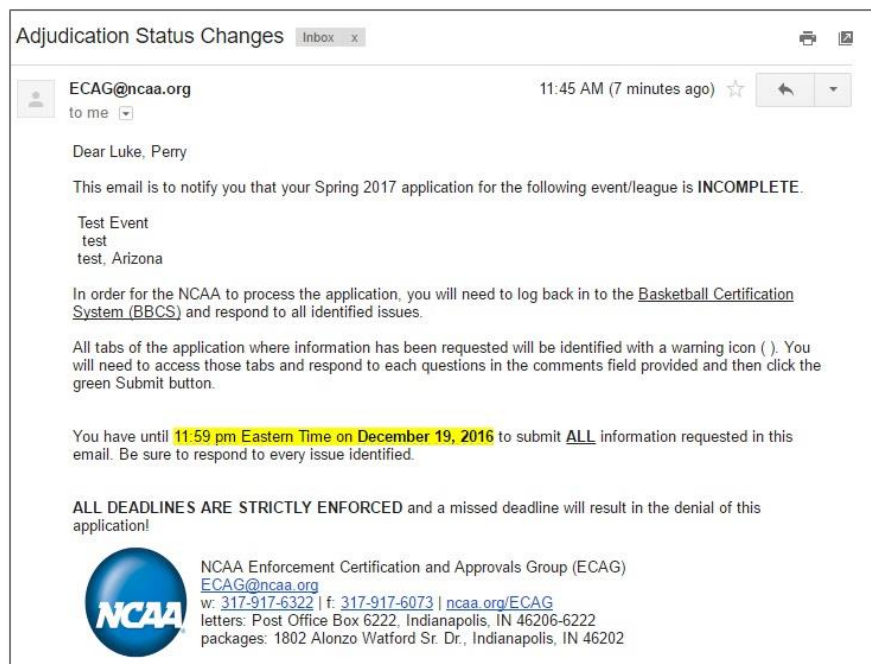 Adjudication Status Changes Inbox x
ECAG@ncaa.org 11:45 AM (7 minutes ago)
to me
Dear Luke, Perry
This email is to notify you that your Spring 2017 application for the following event/league is INCOMPLETE.
Test Event
test
test, Arizona
In order for the NCAA to process the application, you will need to log back in to the Basketball Certification
System (BBCS) and respond to all identified issues.
All tabs of the application where information has been requested will be identified with a warning icon ( ). You
will need to access those tabs and respond to each questions in the comments field provided and then click the
green Submit button.
You have until 11:59 pm Eastern Time on December 19, 2016 to submit ALL information requested in this
email. Be sure to respond to every issue identified.
ALL DEADLINES ARE STRICTLY ENFORCED and a missed deadline will result in the denial of this
application!
NCAA
NCAA Enforcement Certification and Approvals Group (ECAG)
ECAG@ncaa.org
w: 317-917-6322 | f: 317-917-6073 | ncaa.org/ECAG
letters: Post Office Box 6222, Indianapolis, IN 46206-6222
packages: 1802 Alonzo Watford Sr. Dr., Indianapolis, IN 46202